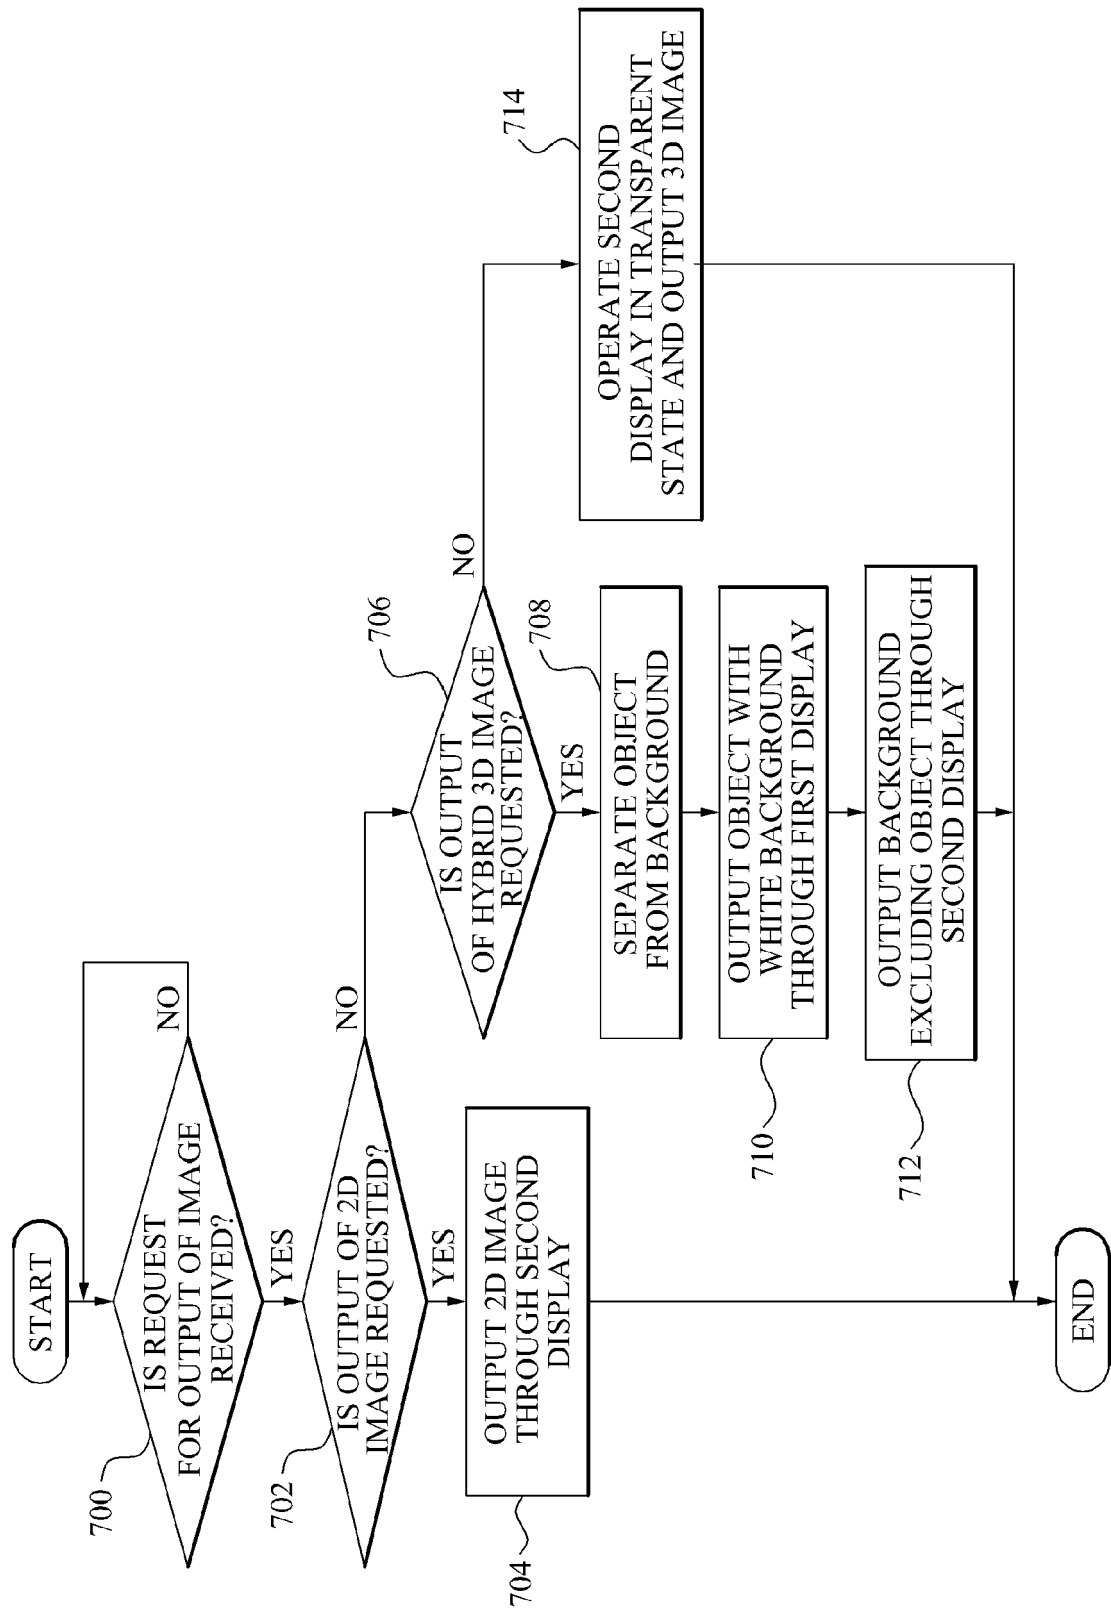 START
700
IS REQUEST
FOR OUTPUT OF IMAGE
RECEIVED?
NO
YES
702
IS OUTPUT OF 2D
IMAGE REQUESTED?
NO
YES
704
OUTPUT 2D IMAGE
THROUGH SECOND
DISPLAY
706
IS OUTPUT
OF HYBRID 3D IMAGE
REQUESTED?
NO
YES
708
SEPARATE OBJECT
FROM BACKGROUND
710
OUTPUT OBJECT WITH
WHITE BACKGROUND
THROUGH FIRST DISPLAY
712
OUTPUT BACKGROUND
EXCLUDING OBJECT THROUGH
SECOND DISPLAY
714
OPERATE SECOND
DISPLAY IN TRANSPARENT
STATE AND OUTPUT 3D IMAGE
END